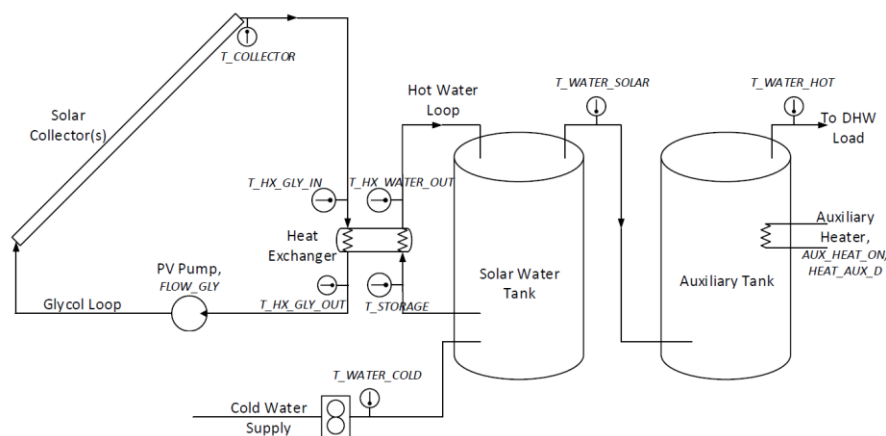 T_COLLECTOR
Solar
Collector(s)
Hot Water
Loop
T_WATER_SOLAR
T_WATER_HOT
To DHW
Load
T_HX_GLY_IN
T_HX_WATER_OUT
Heat
Exchanger
Auxiliary
Heater,
AUX_HEAT_ON,
HEAT_AUX_D
PV Pump,
FLOW_GLY
Solar Water
Tank
Auxiliary Tank
Glycol Loop
T_HX_GLY_OUT
T_STORAGE
T_WATER_COLD
Cold Water
Supply